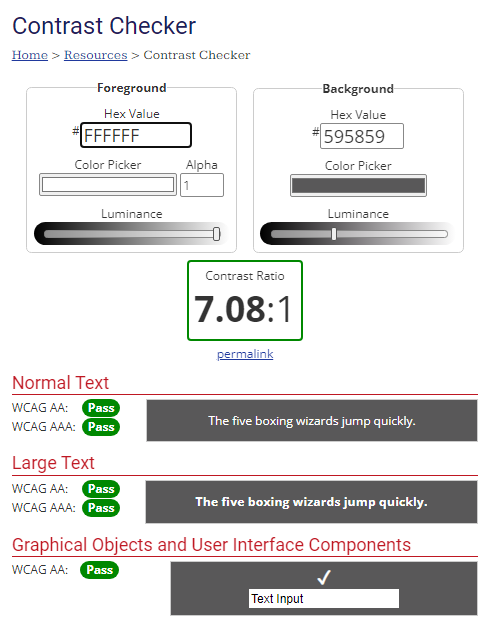 Contrast Checker
Home > Resources > Contrast Checker
Foreground
Hex Value
# FFFFFF
Color Picker
Alpha
1
Luminance
Background
Hex Value
# 595859
Color Picker
Luminance
Contrast Ratio
7.08:1
permalink
Normal Text
WCAG AA: Pass
WCAG AAA: Pass
The five boxing wizards jump quickly.
Large Text
WCAG AA: Pass
WCAG AAA: Pass
The five boxing wizards jump quickly.
Graphical Objects and User Interface Components
WCAG AA: Pass
Text Input